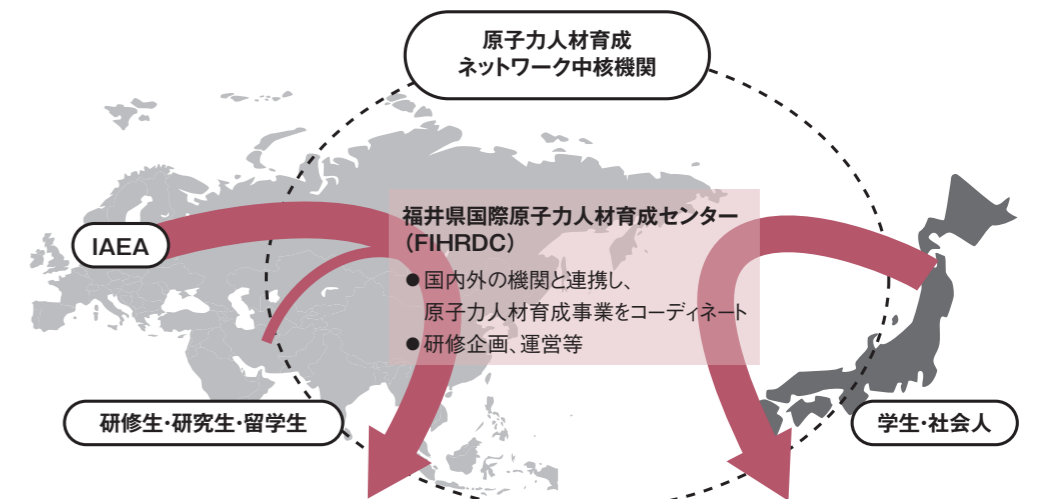 原子力人材育成
ネットワーク中核機関
IAEA
福井県国際原子力人材育成センター
(FIHRDC)
●国内外の機関と連携し、
原子力人材育成事業をコーディネート
●研修企画、運営等
研修生・研究生・留学生
学生・社会人